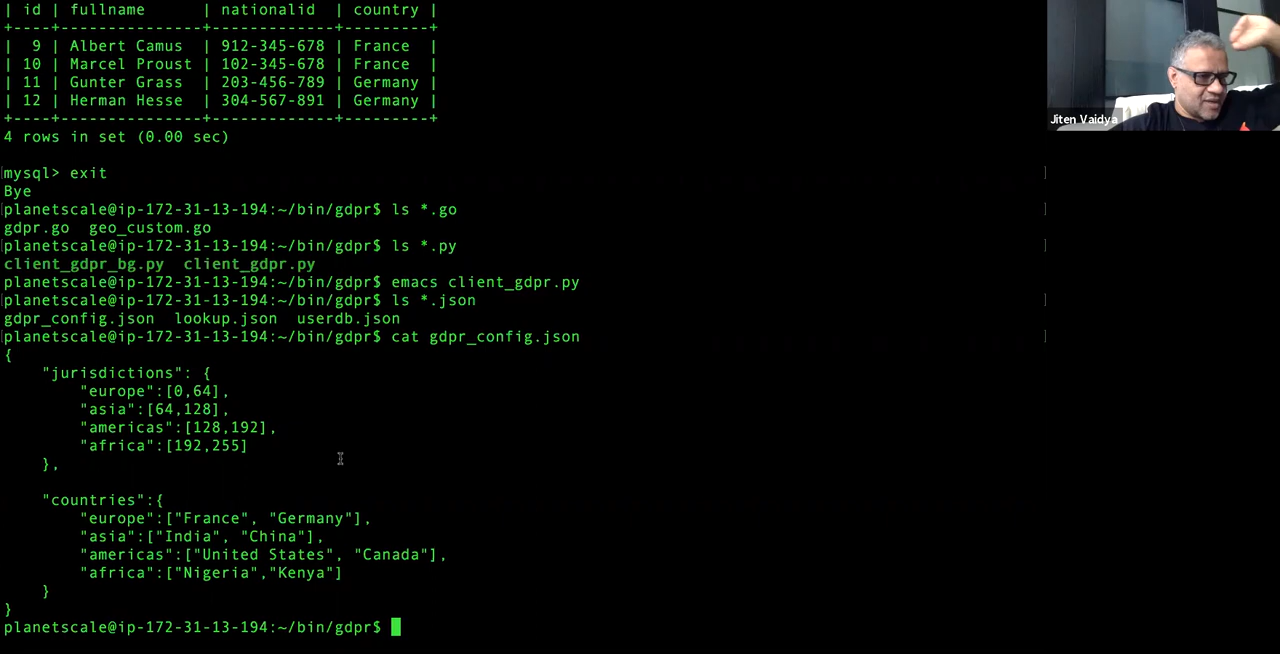 | id | fullname      | nationalid  | country |
+----+---------------+-------------+---------+
|  9 | Albert Camus  | 912-345-678 | France  |
| 10 | Marcel Proust | 102-345-678 | France  |
| 11 | Gunter Grass  | 203-456-789 | Germany |
| 12 | Herman Hesse  | 304-567-891 | Germany |
+----+---------------+-------------+---------+
4 rows in set (0.00 sec)
mysql> exit
Bye
planetscale@ip-172-31-13-194:~/bin/gdpr$ ls *.go
gdpr.go  geo_custom.go
planetscale@ip-172-31-13-194:~/bin/gdpr$ ls *.py
client_gdpr_bg.py  client_gdpr.py
planetscale@ip-172-31-13-194:~/bin/gdpr$ emacs client_gdpr.py
planetscale@ip-172-31-13-194:~/bin/gdpr$ ls *.json
gdpr_config.json  lookup.json  userdb.json
planetscale@ip-172-31-13-194:~/bin/gdpr$ cat gdpr_config.json
{
    "jurisdictions": {
        "europe":[0,64],
        "asia":[64,128],
        "americas":[128,192],
        "africa":[192,255]
    },
    "countries":{
        "europe":["France", "Germany"],
        "asia":["India", "China"],
        "americas":["United States", "Canada"],
        "africa":["Nigeria","Kenya"]
    }
}
planetscale@ip-172-31-13-194:~/bin/gdpr$
Jiten Vaidya